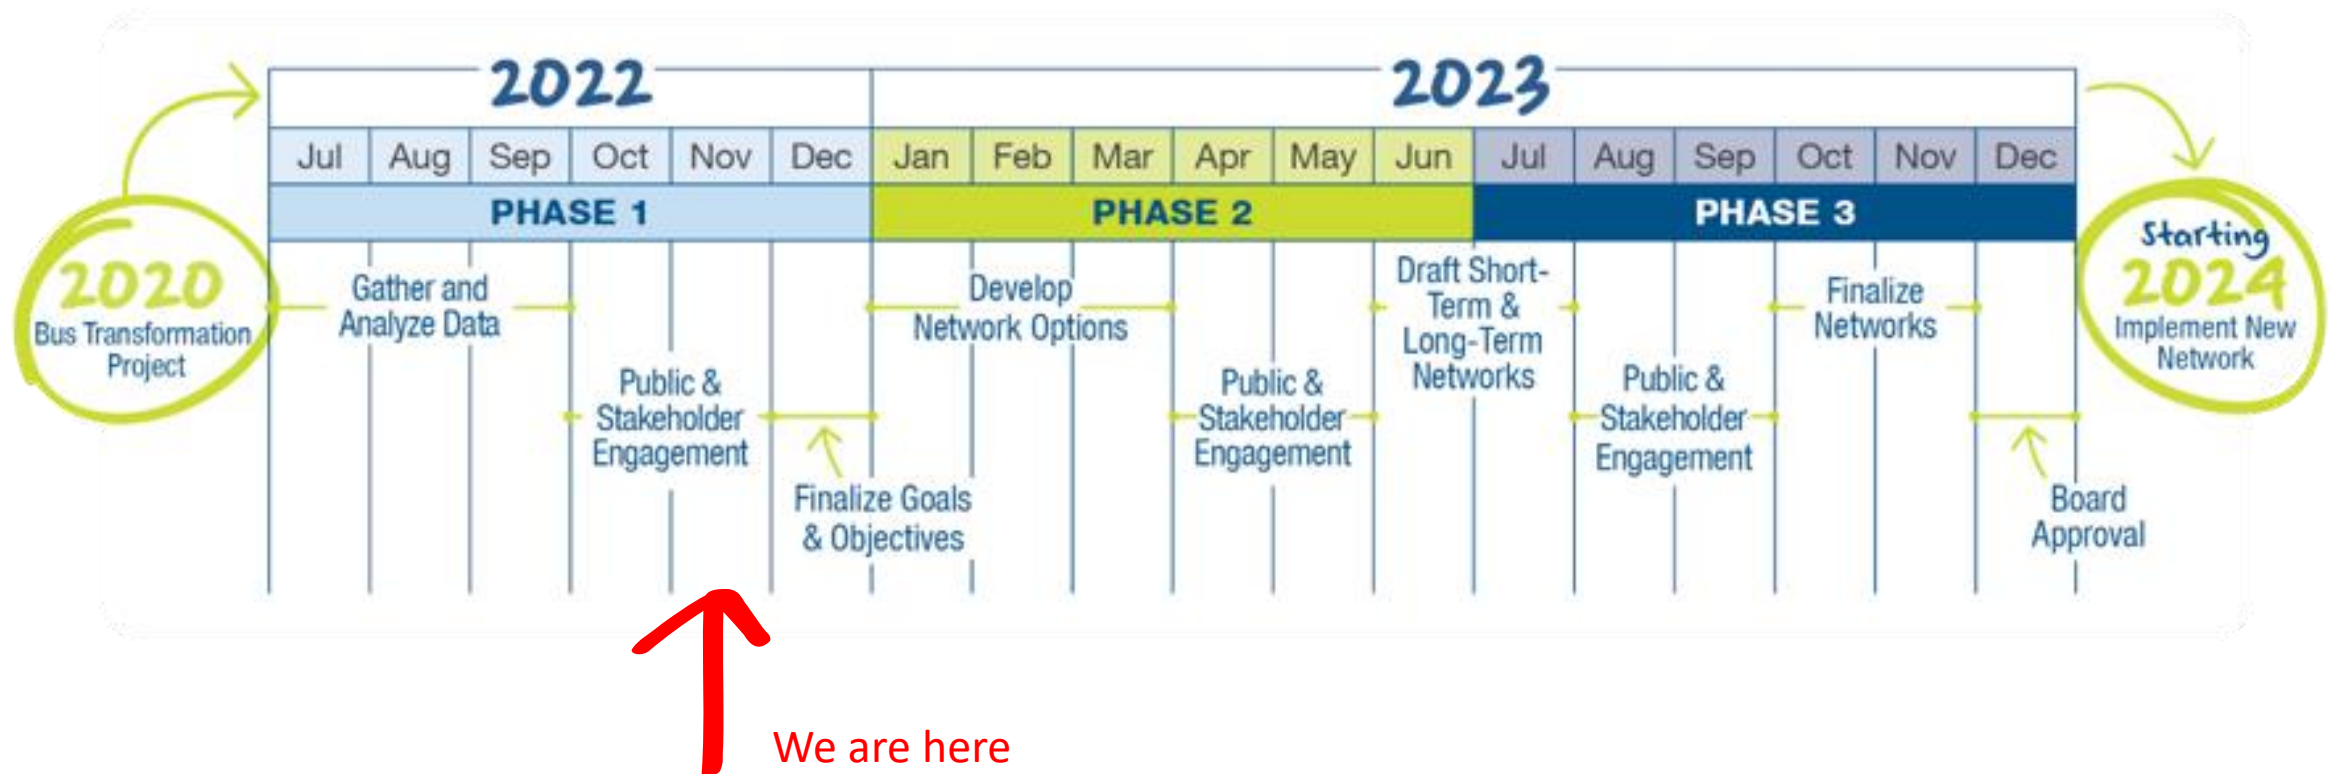 2022
2023
Jul Aug Sep Oct Nov Dec Jan Feb Mar Apr May Jun Jul Aug Sep Oct Nov Dec
PHASE 1
PHASE 2
PHASE 3
2020
Bus Transformation
Project
Gather and
Analyze Data
Public &
Stakeholder
Engagement
Finalize Goals
& Objectives
Develop
Network Options
Public &
Stakeholder
Engagement
Draft Short-
Term &
Long-Term
Networks
Public &
Stakeholder
Engagement
Finalize
Networks
Board
Approval
Starting
2024
Implement New
Network
We are here